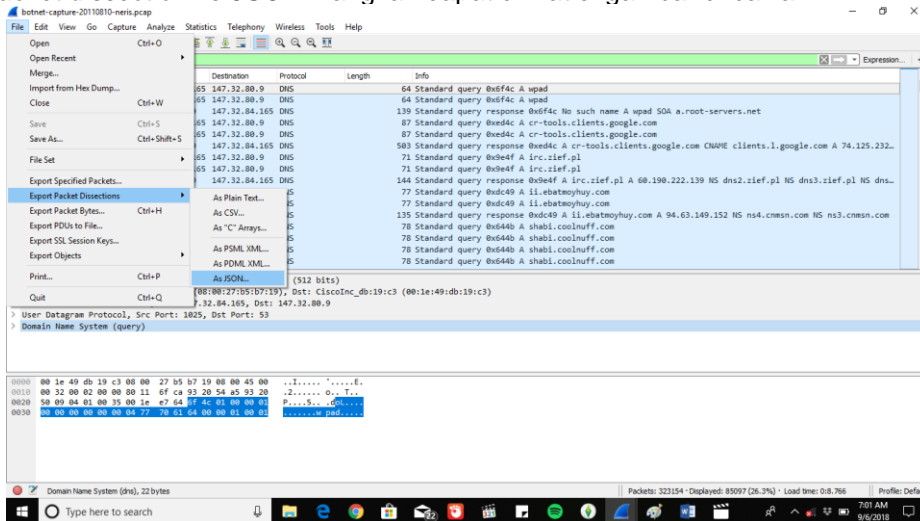 botnet-capture-20110810-neris.pcap
File Edit View Go Capture Analyze Statistics Telephony Wireless Tools Help
Open Ctrl+O
Open Recent
Merge...
Import from Hex Dump...
Close Ctrl+W
Save Ctrl+S
Save As... Ctrl+Shift+S
File Set
Export Specified Packets...
Export Packet Dissections
Export Packet Bytes... Ctrl+H
Export PDUs to File...
Export SSL Session Keys...
Export Objects
Print... Ctrl+P
Quit Ctrl+Q
As Plain Text...
As CSV...
As "C" Arrays...
As PSML XML...
As PDML XML...
As JSON...
Expression...
Destination Protocol Length Info
.65 147.32.80.9 DNS 64 Standard query 0x6f4c A wpad
.65 147.32.80.9 DNS 64 Standard query 0x6f4c A wpad
147.32.84.165 DNS 139 Standard query response 0x6f4c No such name A wpad SOA a.root-servers.net
.65 147.32.80.9 DNS 87 Standard query 0xed4c A cr-tools.clients.google.com
.65 147.32.80.9 DNS 87 Standard query 0xed4c A cr-tools.clients.google.com
147.32.84.165 DNS 503 Standard query response 0xed4c A cr-tools.clients.google.com CNAME clients.l.google.com A 74.125.232...
.65 147.32.80.9 DNS 71 Standard query 0x9e4f A irc.zief.pl
.65 147.32.80.9 DNS 71 Standard query 0x9e4f A irc.zief.pl
147.32.84.165 DNS 144 Standard query response 0x9e4f A irc.zief.pl A 60.190.222.139 NS dns2.zief.pl NS dns3.zief.pl NS dns...
77 Standard query 0xdc49 A ii.ebatmoyhuy.com
77 Standard query 0xdc49 A ii.ebatmoyhuy.com
135 Standard query response 0xdc49 A ii.ebatmoyhuy.com A 94.63.149.152 NS ns4.cnmsn.com NS ns3.cnmsn.com
78 Standard query 0x644b A shabi.coolnuff.com
78 Standard query 0x644b A shabi.coolnuff.com
78 Standard query 0x644b A shabi.coolnuff.com
78 Standard query 0x644b A shabi.coolnuff.com
(512 bits)
(08:00:27:b5:b7:19), Dst: CiscoInc_db:19:c3 (00:1e:49:db:19:c3)
7.32.84.165, Dst: 147.32.80.9
> User Datagram Protocol, Src Port: 1025, Dst Port: 53
> Domain Name System (query)
0000 00 1e 49 db 19 c3 08 00 27 b5 b7 19 08 00 45 00 ..I..... '.....E.
0010 00 32 00 02 00 00 80 11 6f ca 93 20 54 a5 93 20 .2...... o.. T..
0020 50 09 04 01 00 35 00 1e e7 64 6f 4c 01 00 00 01 P....5.. .doL....
0030 00 00 00 00 00 00 04 77 70 61 64 00 00 01 00 01 .......w pad.....
Domain Name System (dns), 22 bytes
Packets: 323154 · Displayed: 85097 (26.3%) · Load time: 0:8.766
Profile: Defa
Type here to search
22
7:01 AM
9/6/2018